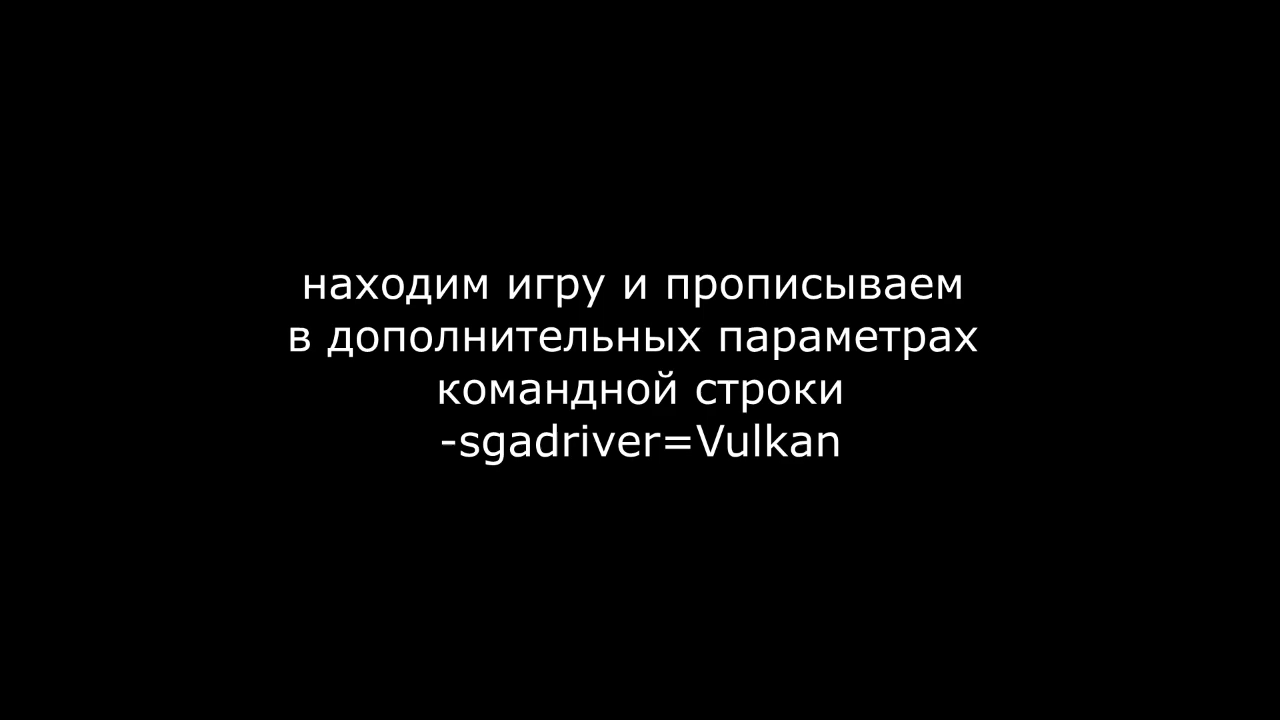 находим игру и прописываем
в дополнительных параметрах
командной строки
-sgadriver=Vulkan